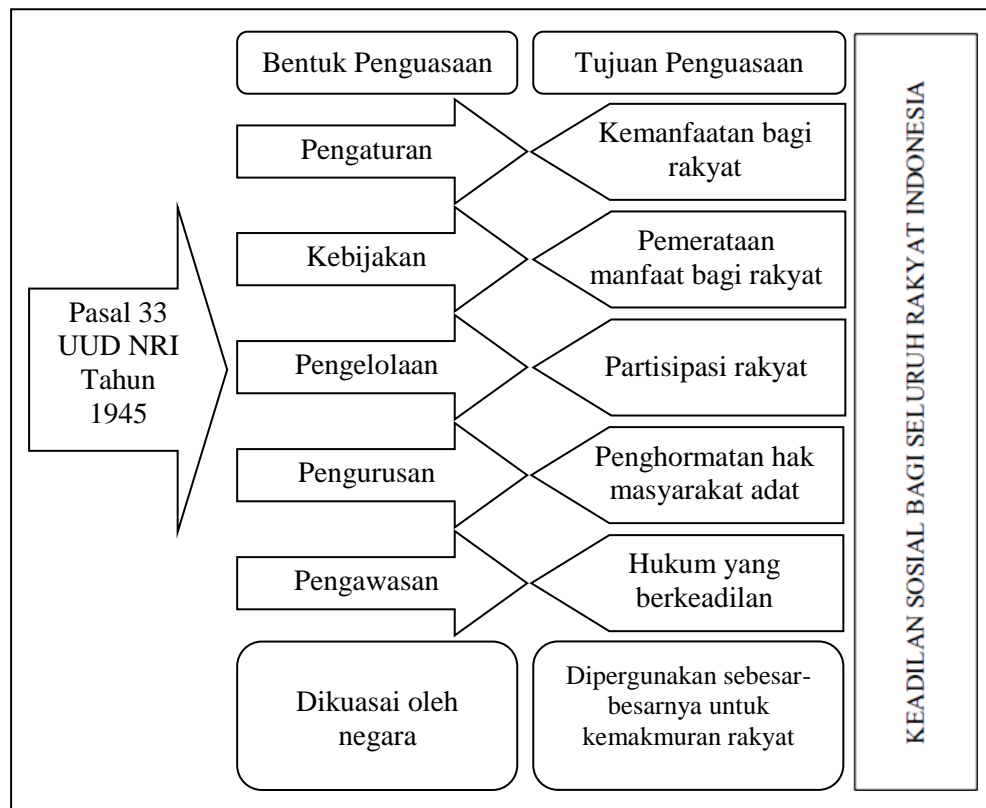 Bentuk Penguasaan
Tujuan Penguasaan
Pasal 33
UUD NRI
Tahun
1945
Pengaturan
Kemanfaatan bagi
rakyat
Kebijakan
Pemerataan
manfaat bagi rakyat
Pengelolaan
Partisipasi rakyat
Pengurusan
Penghormatan hak
masyarakat adat
Pengawasan
Hukum yang
berkeadilan
Dikuasai oleh
negara
Dipergunakan sebesar-
besarnya untuk
kemakmuran rakyat
KEADILAN SOSIAL BAGI SELURUH RAKYAT INDONESIA